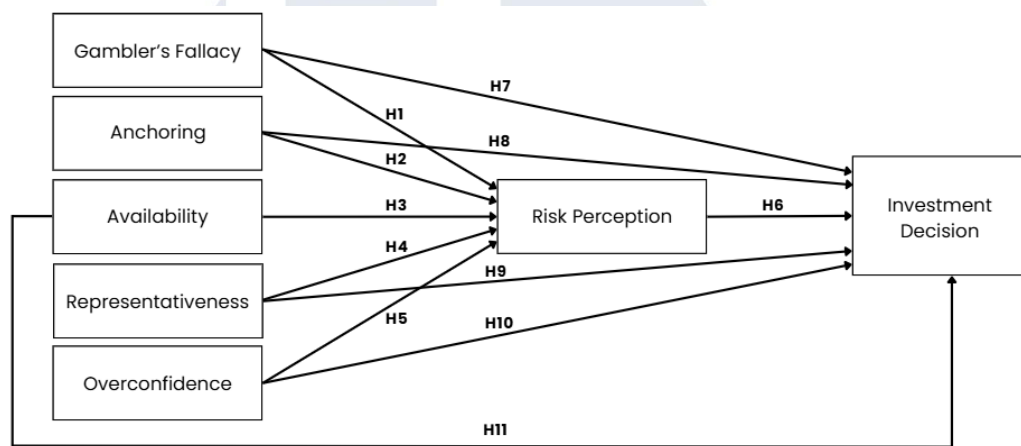 Gambler's Fallacy
H7
H1
Anchoring
H8
H2
Availability
H3
Risk Perception
H6
Investment
Decision
H4
Representativeness
H9
H5
H10
Overconfidence
H11